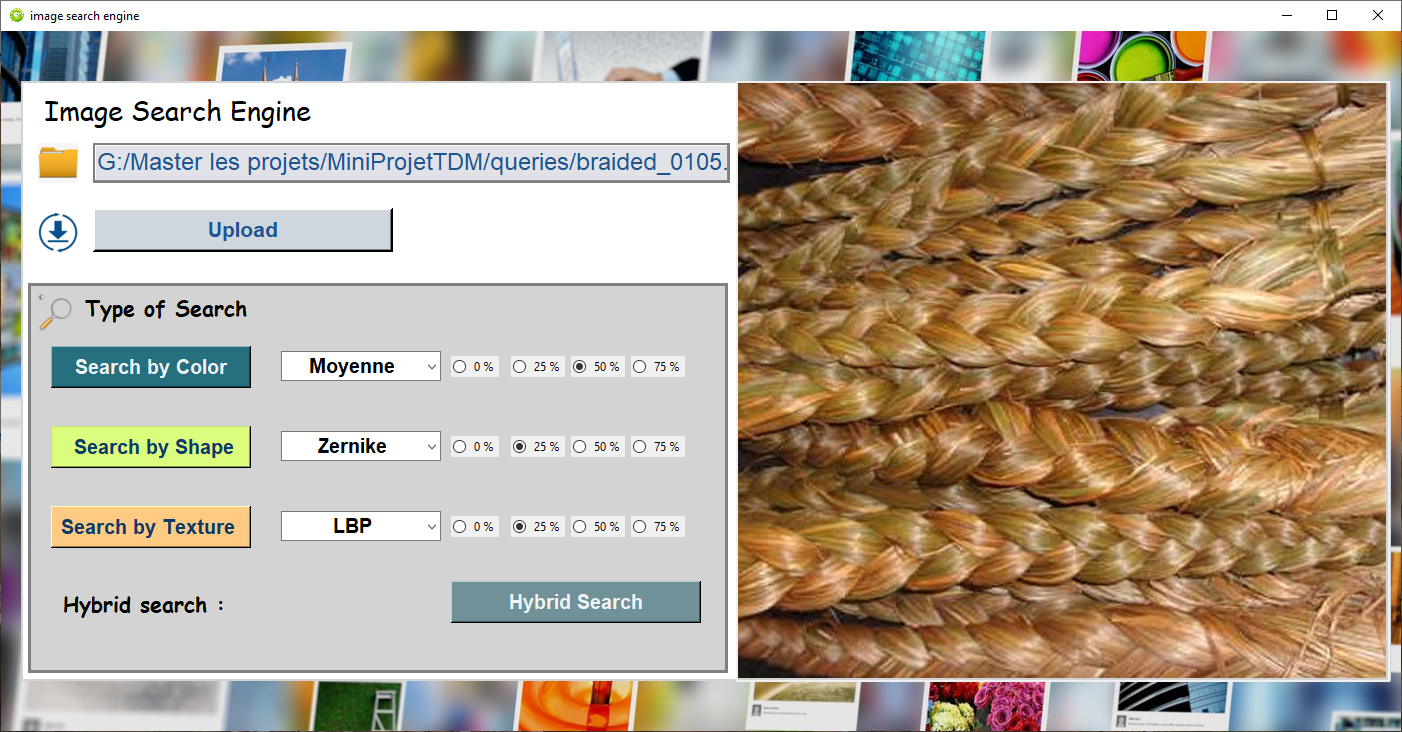 image search engine
Image Search Engine
G:/Master les projets/MiniProjetTDM/queries/braided_0105.
Upload
Type of Search
Search by Color Moyenne 0 % 25 % 50 % 75 %
Search by Shape Zernike 0 % 25 % 50 % 75 %
Search by Texture LBP 0 % 25 % 50 % 75 %
Hybrid search : Hybrid Search